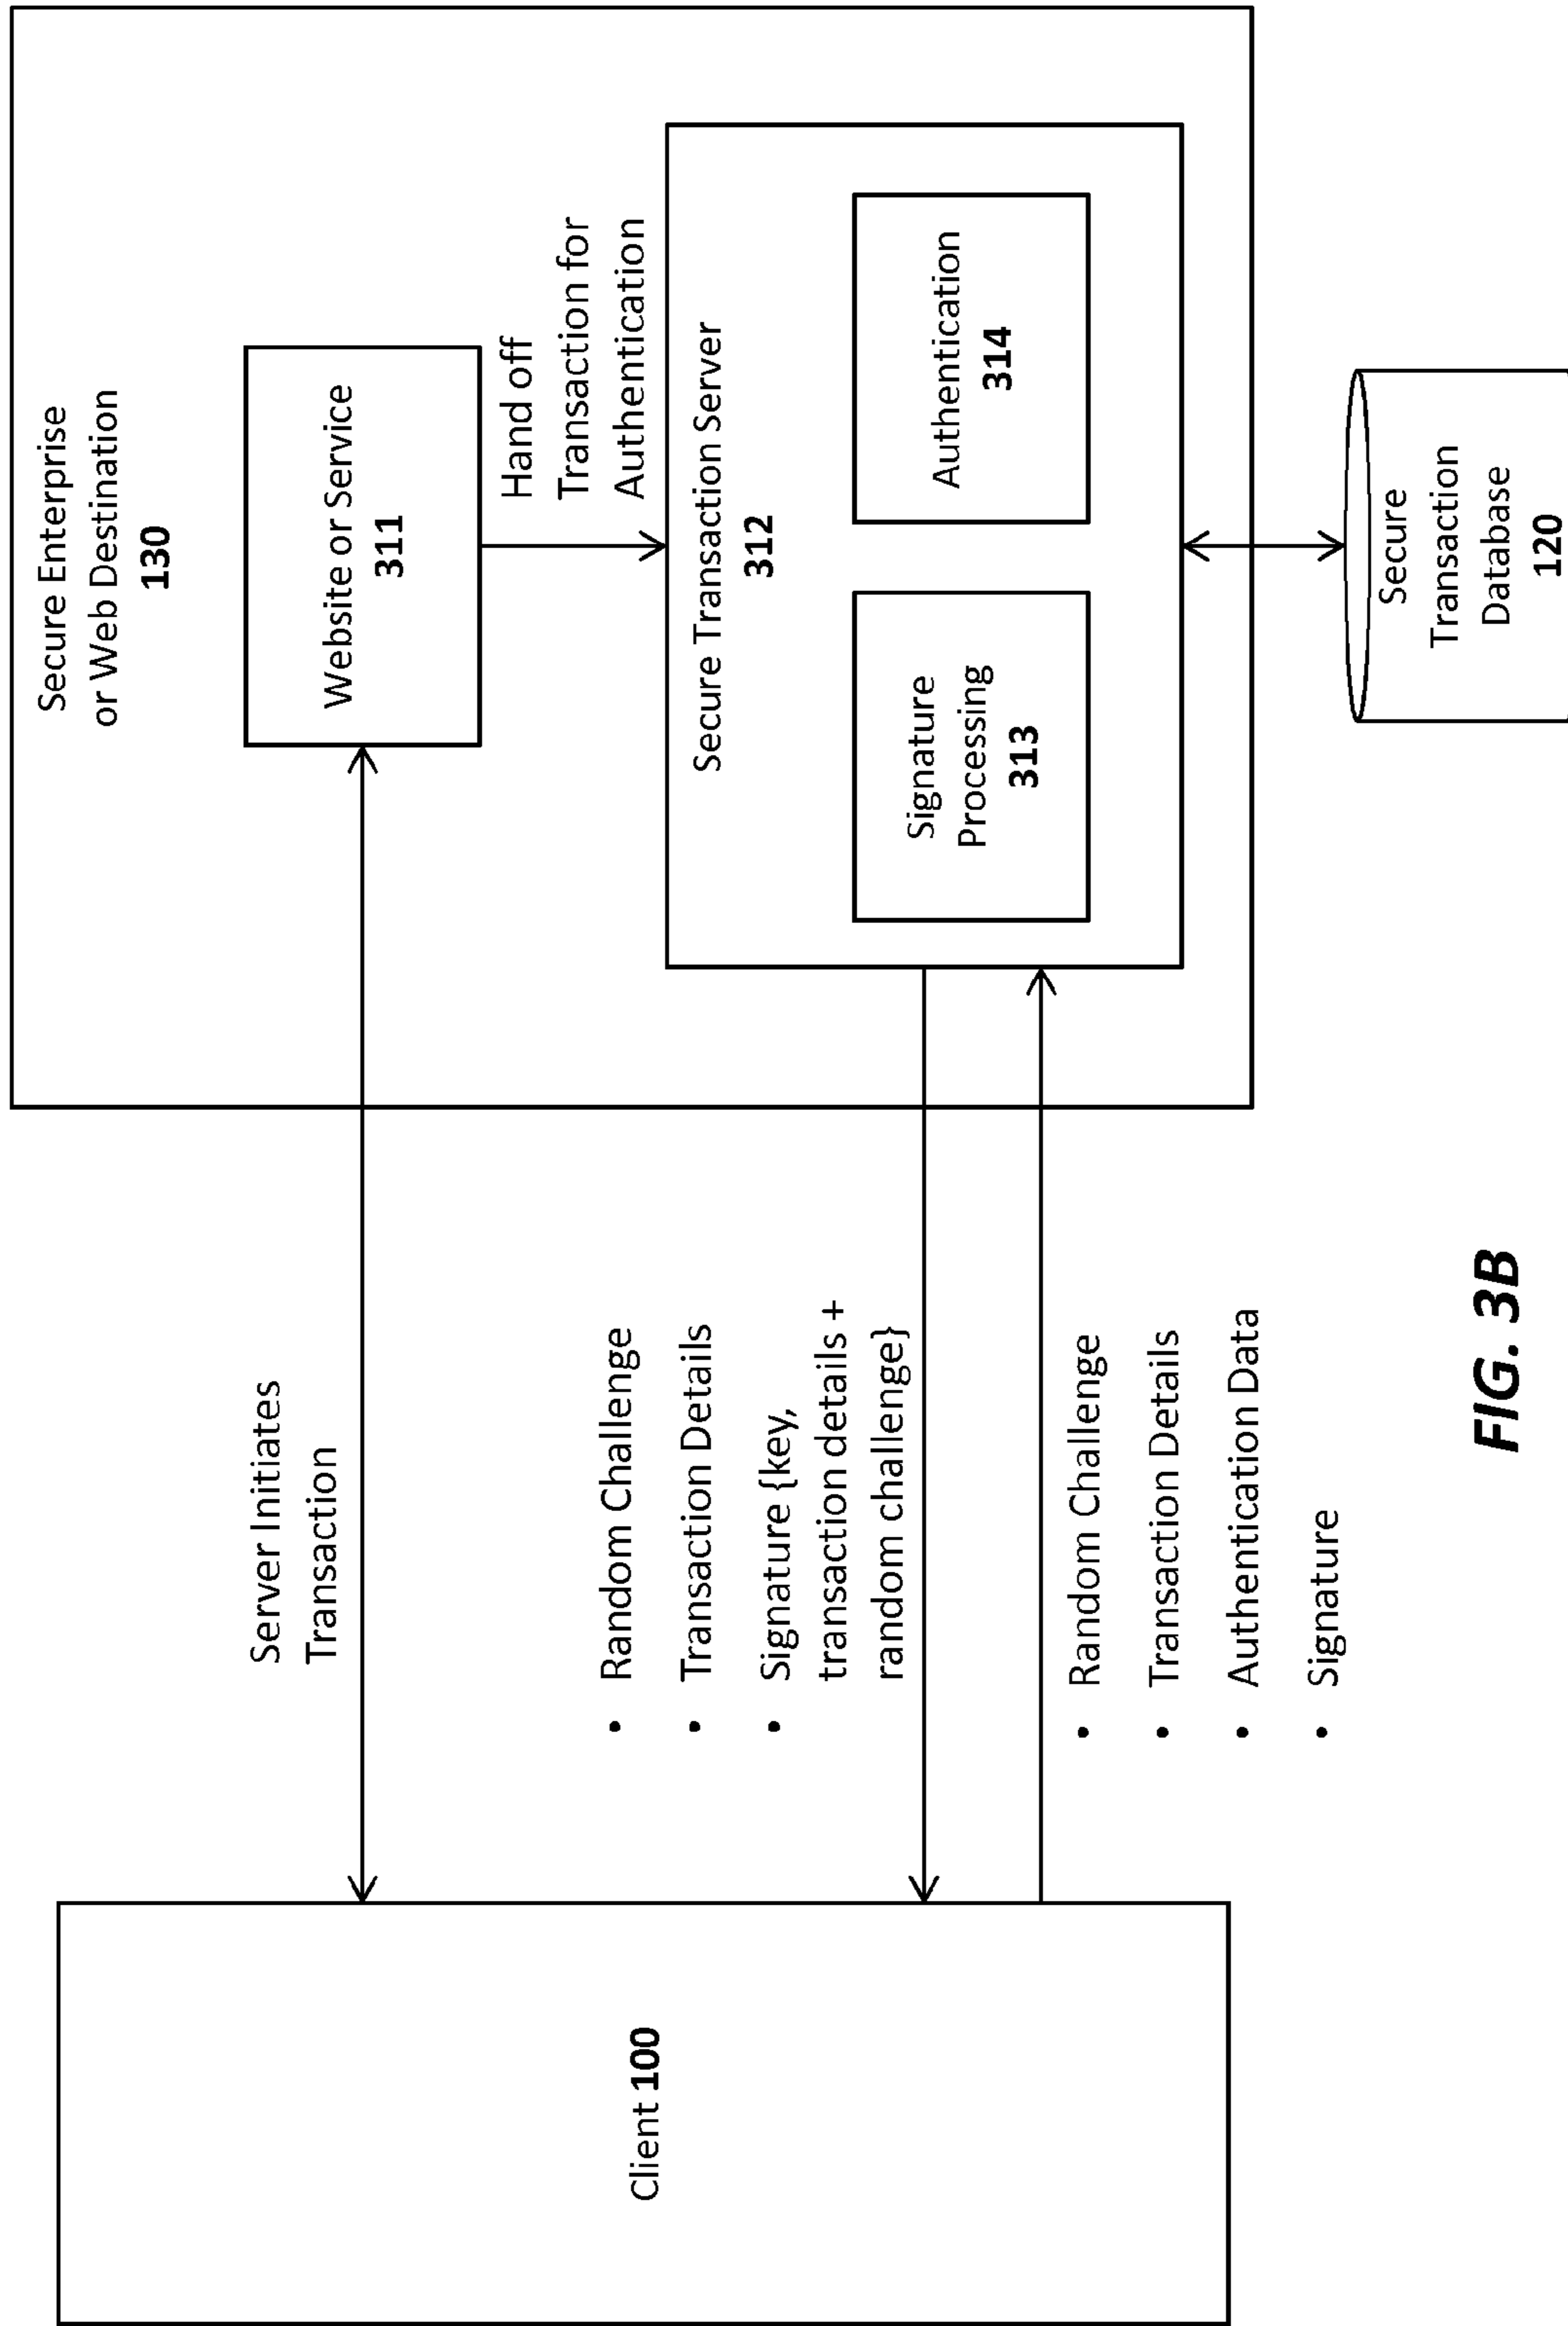 Secure Enterprise
or Web Destination
130
Server Initiates
Transaction
Website or Service
311
Hand off
Transaction for
Authentication
Client 100
• Random Challenge
• Transaction Details
• Signature {key,
transaction details +
random challenge}
Secure Transaction Server
312
Signature
Processing
313
Authentication
314
• Random Challenge
• Transaction Details
• Authentication Data
• Signature
Secure
Transaction
Database
120
FIG. 3B